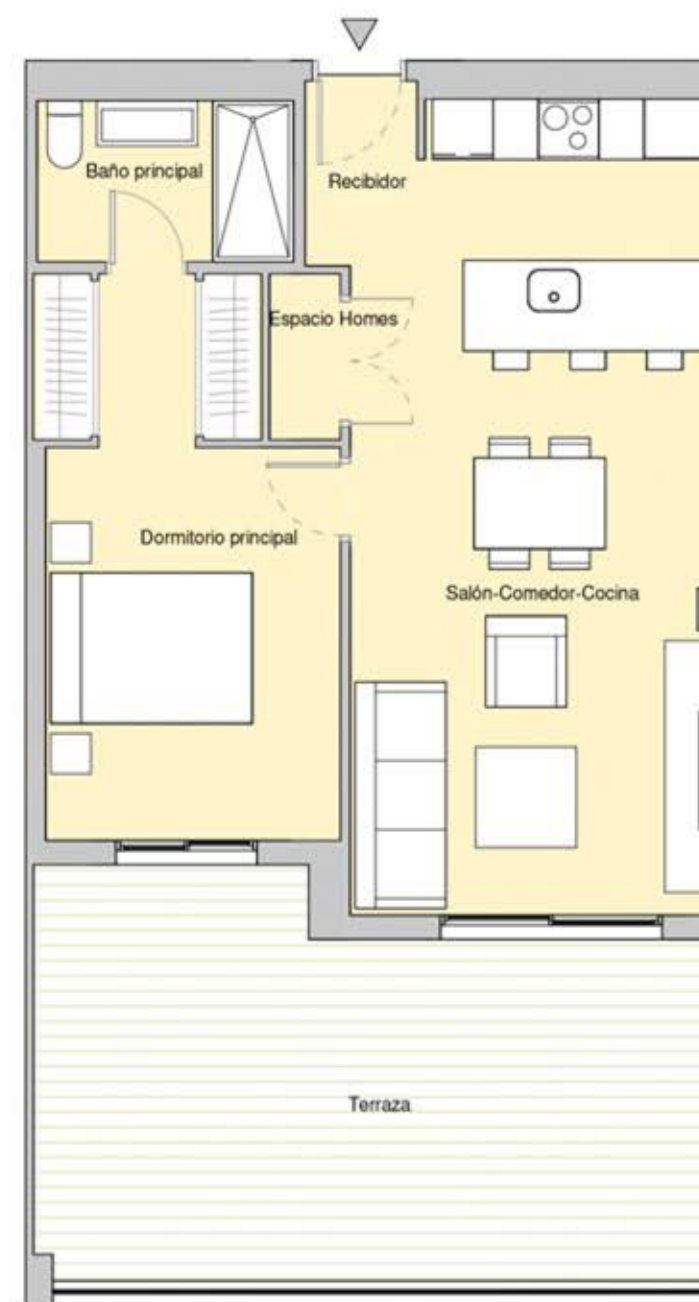 Baño principal
Recibidor
Espacio Homes
Dormitorio principal
Salón-Comedor-Cocina
Terraza